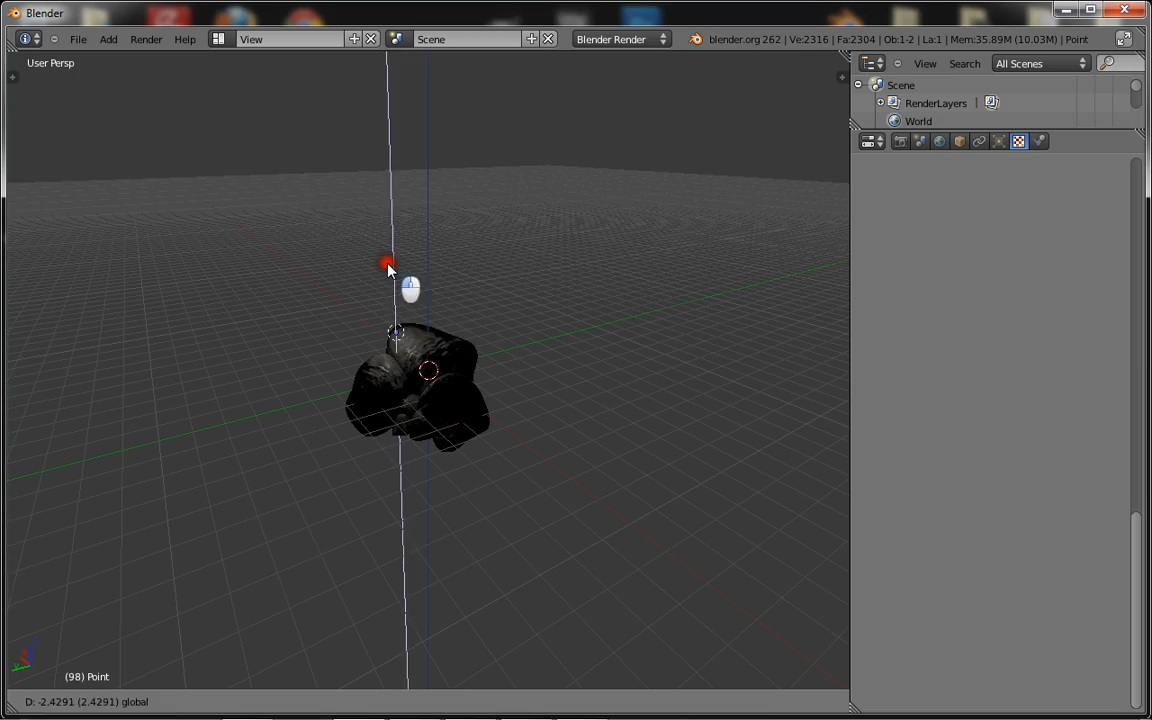 Blender
File Add Render Help View Scene Blender Render blender.org 262 | Ve:2316 | Fa:2304 | Ob:1-2 | La:1 | Mem:35.89M (10.03M) | Point
User Persp
View Search All Scenes
Scene
RenderLayers
World
(98) Point
D: -2.4291 (2.4291) global